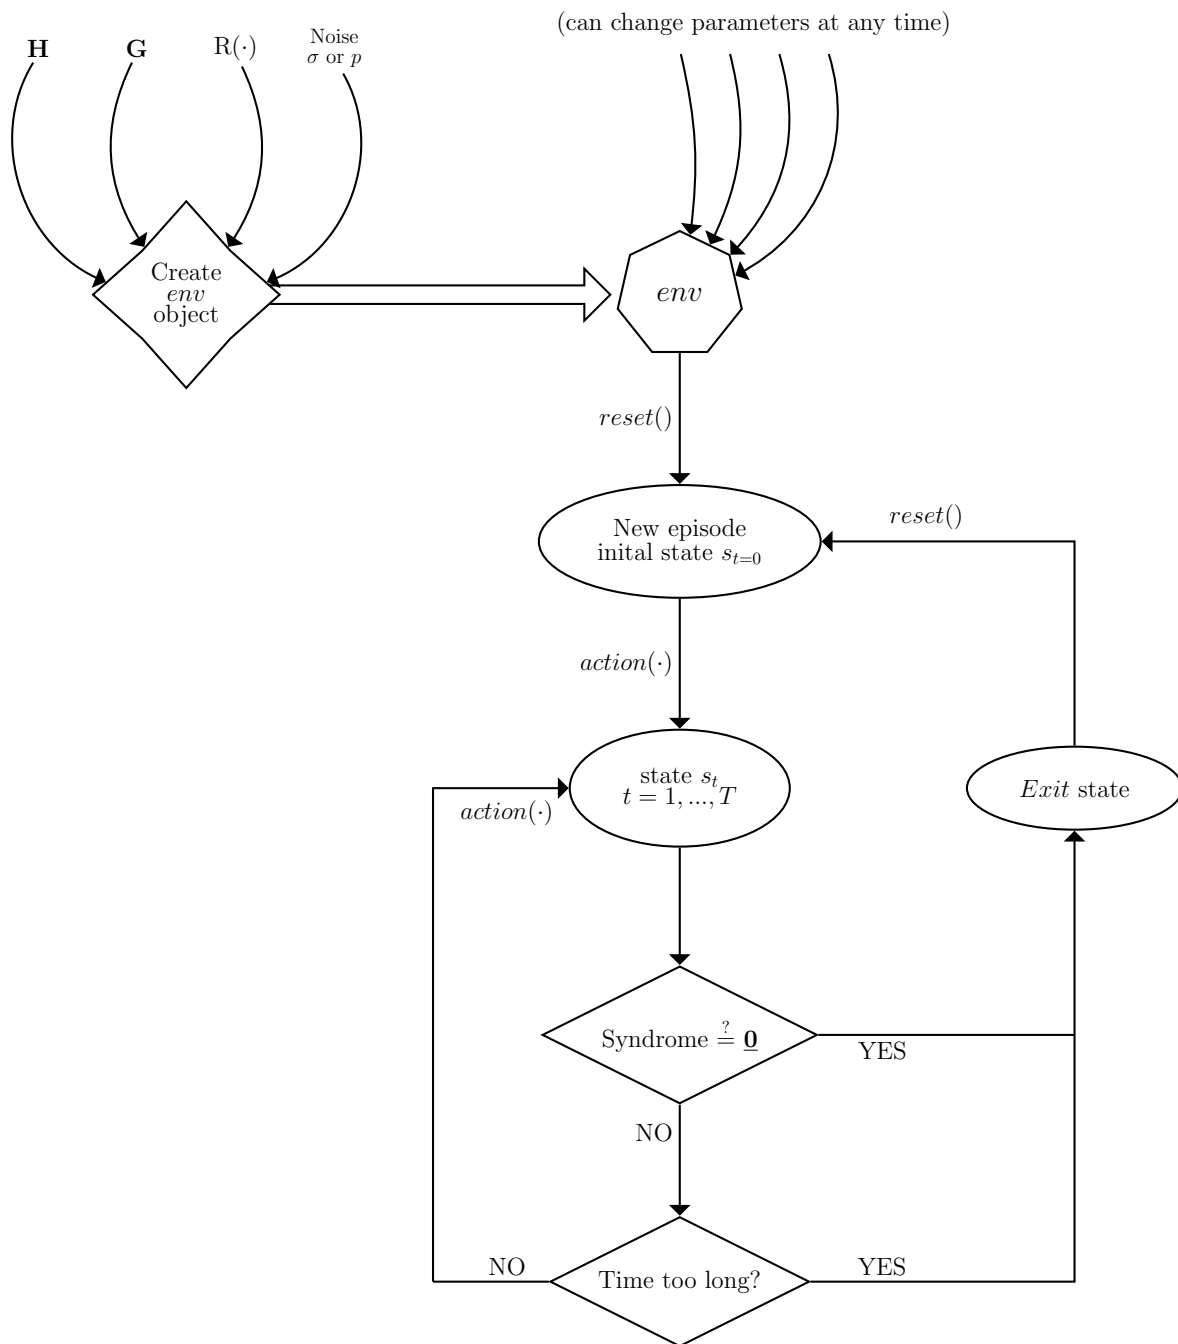 (can change parameters at any time)
H
G
R(·)
Noise
σ or p
Create
env
object
env
reset()
New episode
inital state s_{t=0}
reset()
action(·)
state s_t
t = 1, ..., T
action(·)
Exit state
Syndrome ≟ 0
YES
NO
Time too long?
NO
YES